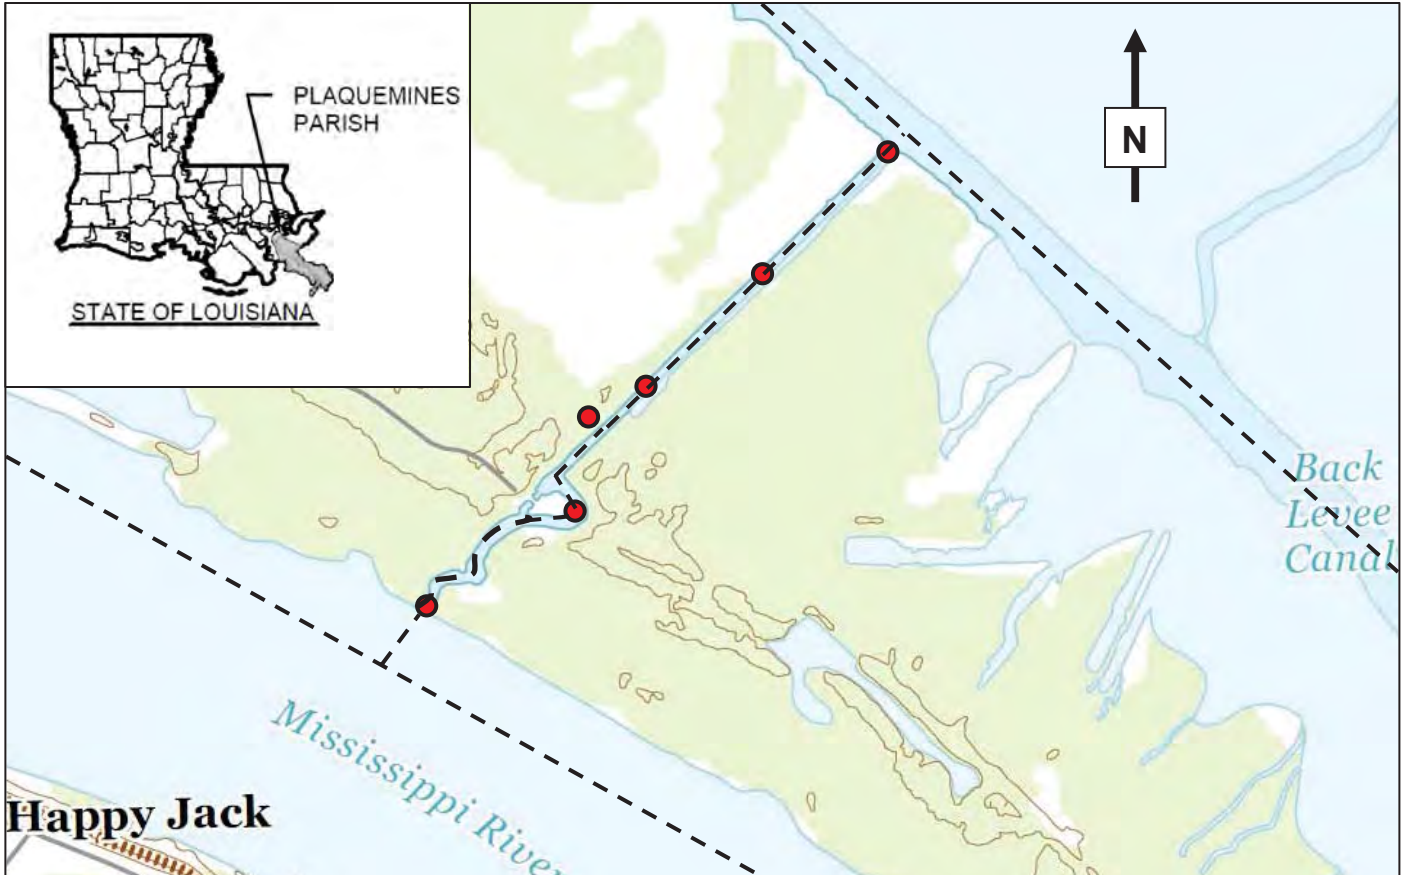 PLAQUEMINES
PARISH
STATE OF LOUISIANA
N
Back
Levee
Canal
Mississippi River
Happy Jack